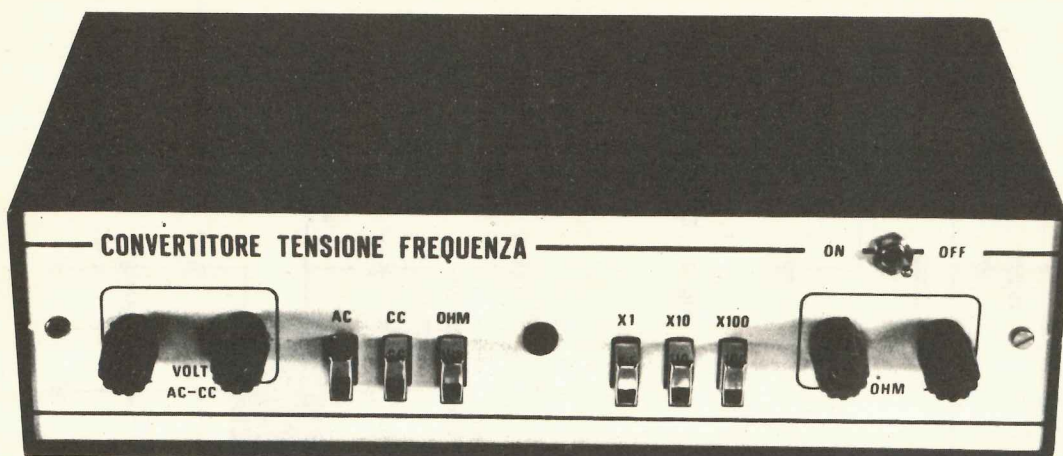 CONVERTITORE TENSIONE FREQUENZA
ON OFF
AC CC OHM
X1 X10 X100
VOLT
AC-CC
OHM